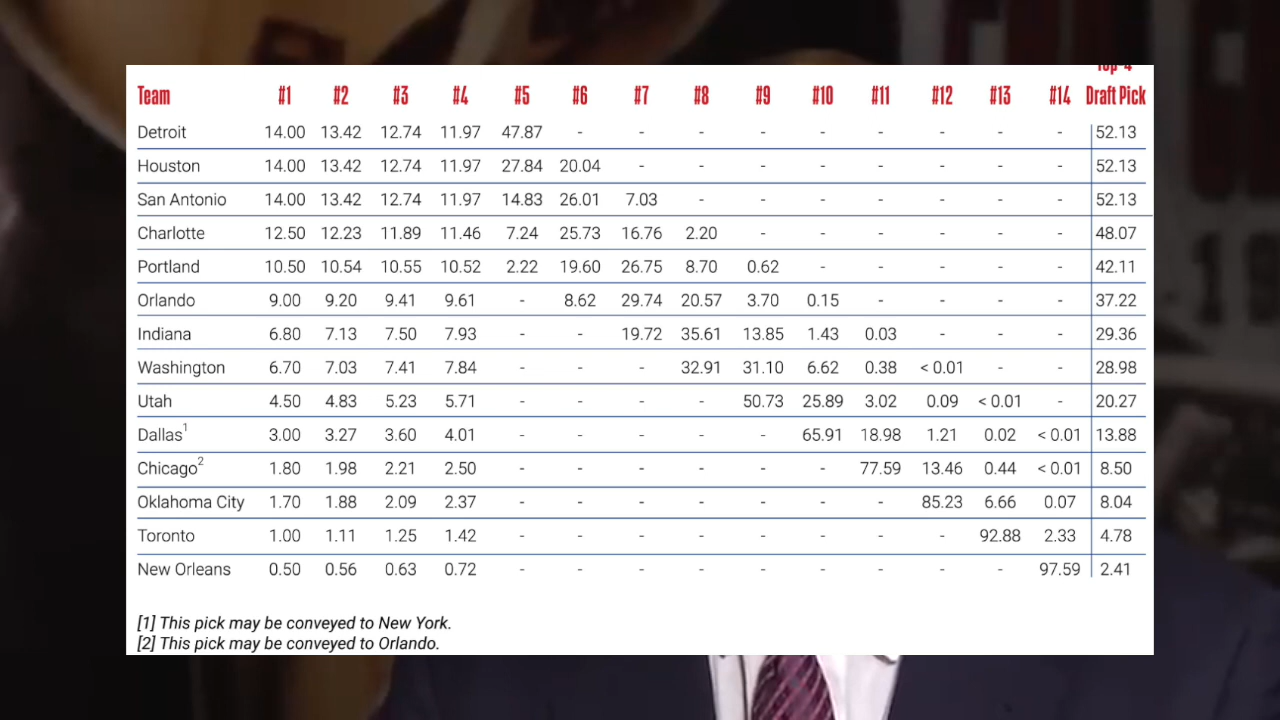 Top-4
Team #1 #2 #3 #4 #5 #6 #7 #8 #9 #10 #11 #12 #13 #14 Draft Pick
Detroit 14.00 13.42 12.74 11.97 47.87 - - - - - - - - - 52.13
Houston 14.00 13.42 12.74 11.97 27.84 20.04 - - - - - - - - 52.13
San Antonio 14.00 13.42 12.74 11.97 14.83 26.01 7.03 - - - - - - - 52.13
Charlotte 12.50 12.23 11.89 11.46 7.24 25.73 16.76 2.20 - - - - - - 48.07
Portland 10.50 10.54 10.55 10.52 2.22 19.60 26.75 8.70 0.62 - - - - - 42.11
Orlando 9.00 9.20 9.41 9.61 - 8.62 29.74 20.57 3.70 0.15 - - - - 37.22
Indiana 6.80 7.13 7.50 7.93 - - 19.72 35.61 13.85 1.43 0.03 - - - 29.36
Washington 6.70 7.03 7.41 7.84 - - - 32.91 31.10 6.62 0.38 < 0.01 - - 28.98
Utah 4.50 4.83 5.23 5.71 - - - - 50.73 25.89 3.02 0.09 < 0.01 - 20.27
Dallas¹ 3.00 3.27 3.60 4.01 - - - - - 65.91 18.98 1.21 0.02 < 0.01 13.88
Chicago² 1.80 1.98 2.21 2.50 - - - - - - 77.59 13.46 0.44 < 0.01 8.50
Oklahoma City 1.70 1.88 2.09 2.37 - - - - - - - 85.23 6.66 0.07 8.04
Toronto 1.00 1.11 1.25 1.42 - - - - - - - - 92.88 2.33 4.78
New Orleans 0.50 0.56 0.63 0.72 - - - - - - - - - 97.59 2.41
[1] This pick may be conveyed to New York.
[2] This pick may be conveyed to Orlando.